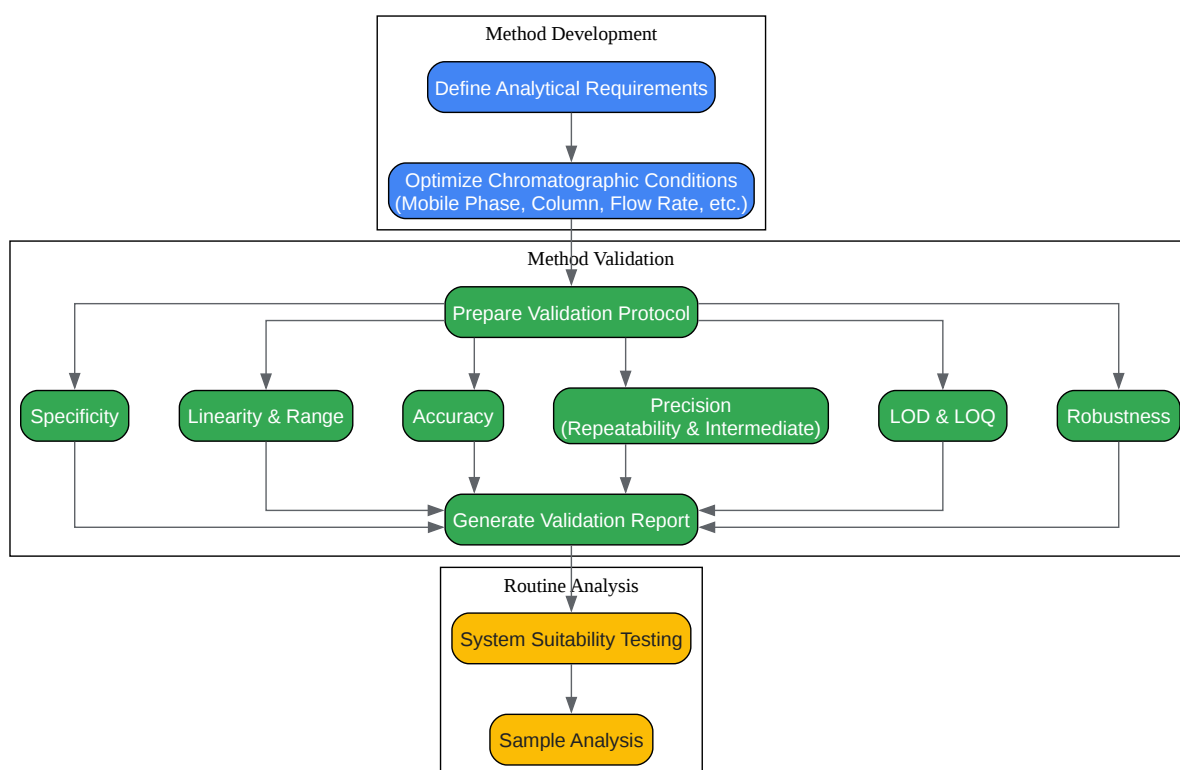 Method Development
Define Analytical Requirements
Optimize Chromatographic Conditions
(Mobile Phase, Column, Flow Rate, etc.)
Method Validation
Prepare Validation Protocol
Specificity
Linearity & Range
Accuracy
Precision
(Repeatability & Intermediate)
LOD & LOQ
Robustness
Generate Validation Report
Routine Analysis
System Suitability Testing
Sample Analysis